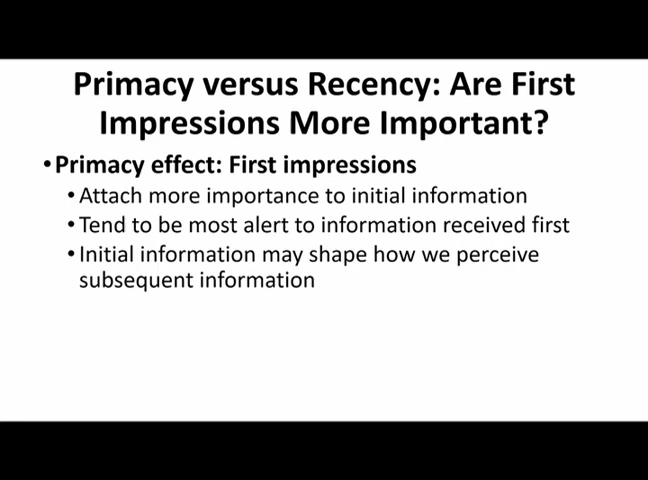 Primacy versus Recency: Are First
Impressions More Important?
•Primacy effect: First impressions
•Attach more importance to initial information
•Tend to be most alert to information received first
•Initial information may shape how we perceive
subsequent information